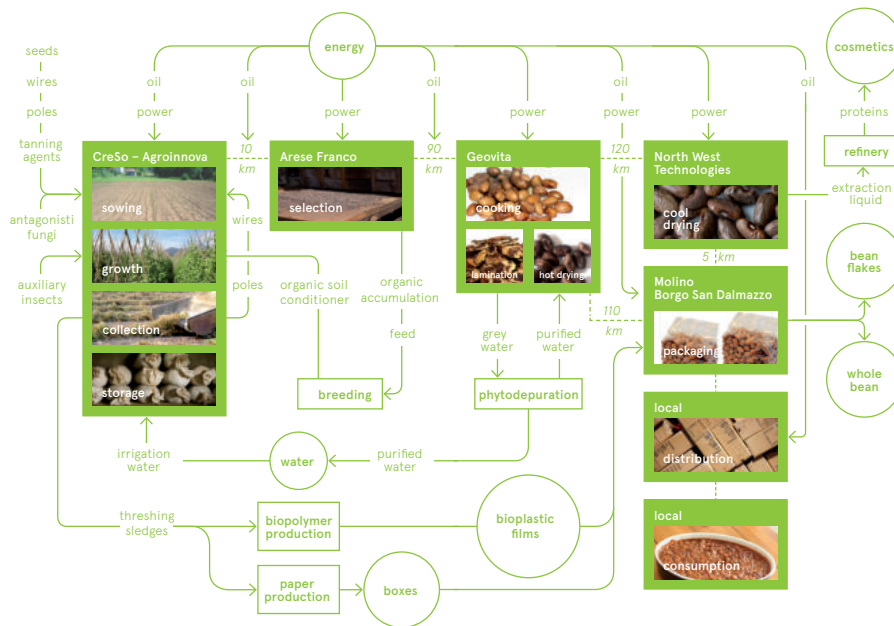 energy
cosmetics
seeds
wires
poles
tanning
agents
antagonisti
fungi
auxiliary
insects
oil
oil
oil
oil
oil
power
power
power
power
power
proteins
refinery
extraction
liquid
CreSo – Agroinnova
sowing
growth
collection
storage
wires
poles
10
km
Arese Franco
selection
90
km
Geovita
cooking
lamination
hot drying
120
km
North West
Technologies
cool
drying
5 km
bean
flakes
Molino
Borgo San Dalmazzo
packaging
110
km
whole
bean
organic soil
conditioner
organic
accumulation
feed
grey
water
purified
water
breeding
phytodepuration
irrigation
water
water
purified
water
local
distribution
local
consumption
threshing
sledges
biopolymer
production
bioplastic
films
paper
production
boxes